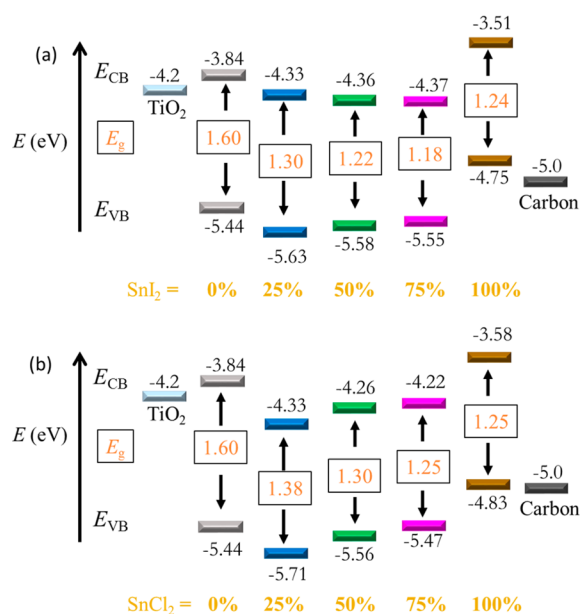 (a)
E_CB
-4.2
-3.84
-4.33
-4.36
-4.37
-3.51
TiO₂
E (eV)
E_g
1.60
1.30
1.22
1.18
1.24
E_VB
-5.44
-5.63
-5.58
-5.55
-4.75
-5.0
Carbon
SnI₂ = 0% 25% 50% 75% 100%
(b)
E_CB
-4.2
-3.84
-4.33
-4.26
-4.22
-3.58
TiO₂
E (eV)
E_g
1.60
1.38
1.30
1.25
1.25
E_VB
-5.44
-5.71
-5.56
-5.47
-4.83
-5.0
Carbon
SnCl₂ = 0% 25% 50% 75% 100%